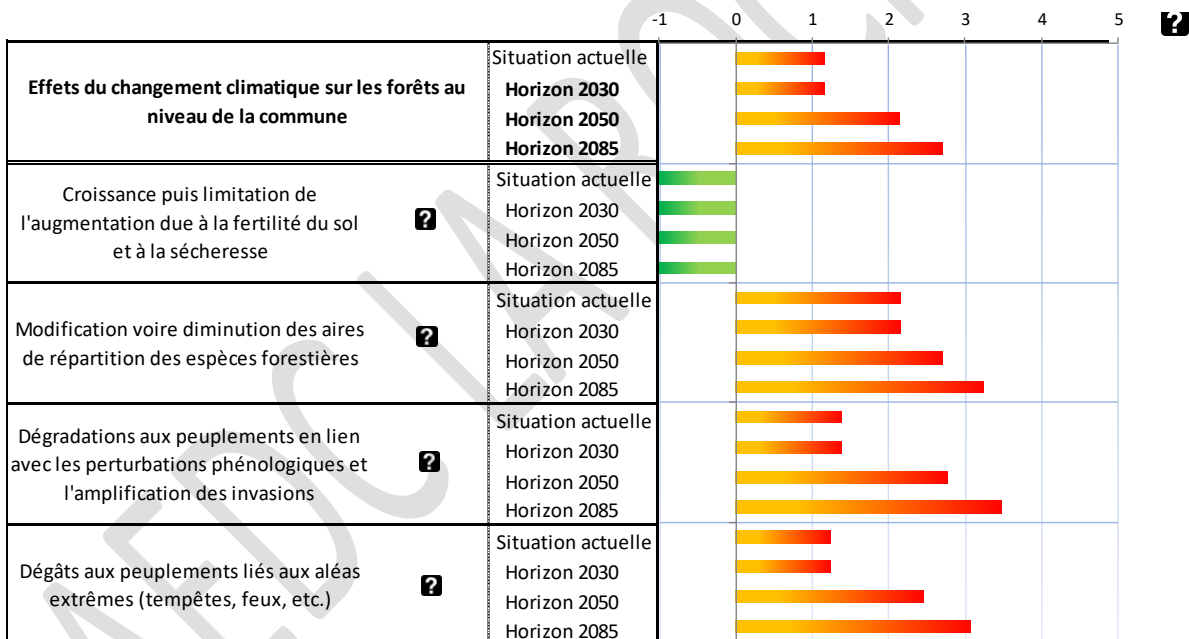 -1 0 1 2 3 4 5 ?
Effets du changement climatique sur les forêts au
niveau de la commune
Situation actuelle
Horizon 2030
Horizon 2050
Horizon 2085
Croissance puis limitation de
l'augmentation due à la fertilité du sol
et à la sécheresse
?
Situation actuelle
Horizon 2030
Horizon 2050
Horizon 2085
Modification voire diminution des aires
de répartition des espèces forestières
?
Situation actuelle
Horizon 2030
Horizon 2050
Horizon 2085
Dégradations aux peuplements en lien
avec les perturbations phénologiques et
l'amplification des invasions
?
Situation actuelle
Horizon 2030
Horizon 2050
Horizon 2085
Dégâts aux peuplements liés aux aléas
extrêmes (tempêtes, feux, etc.)
?
Situation actuelle
Horizon 2030
Horizon 2050
Horizon 2085